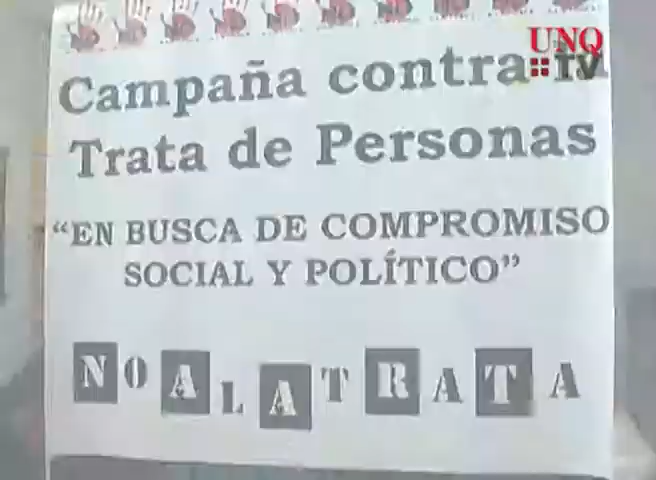 UNQ
TV
Campaña contra la
Trata de Personas
“EN BUSCA DE COMPROMISO
SOCIAL Y POLÍTICO”
NO A LA TRATA